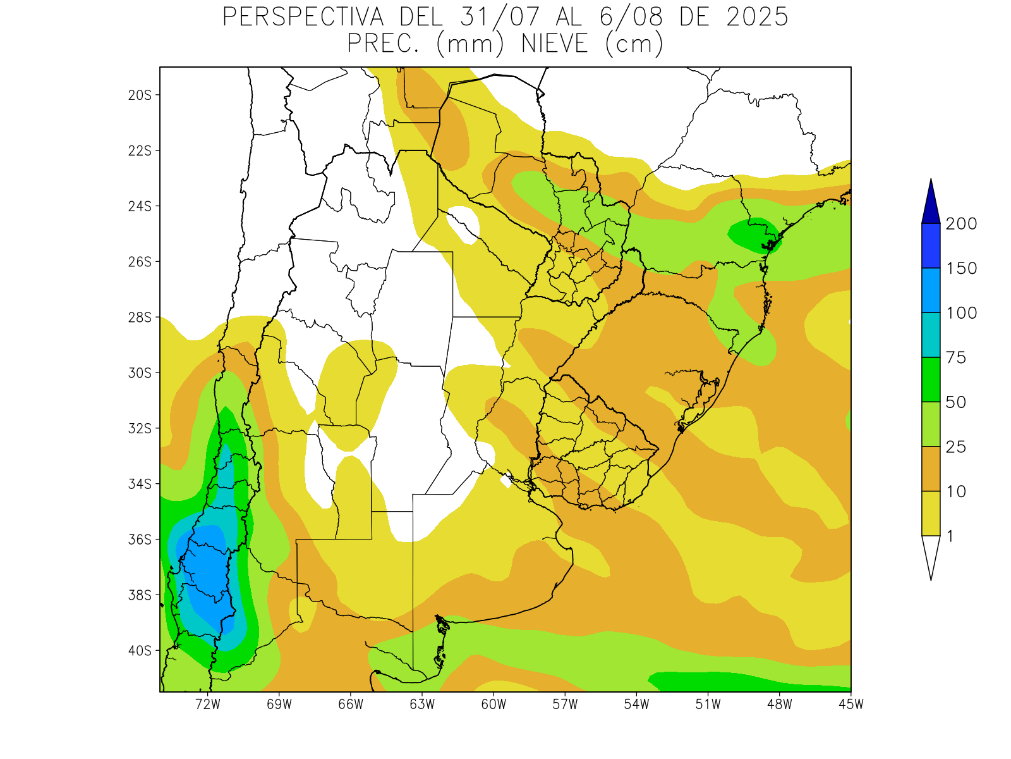 PERSPECTIVA DEL 31/07 AL 6/08 DE 2025
PREC. (mm) NIEVE (cm)
20S
22S
24S
26S
28S
30S
32S
34S
36S
38S
40S
72W 69W 66W 63W 60W 57W 54W 51W 48W 45W
200
150
100
75
50
25
10
1